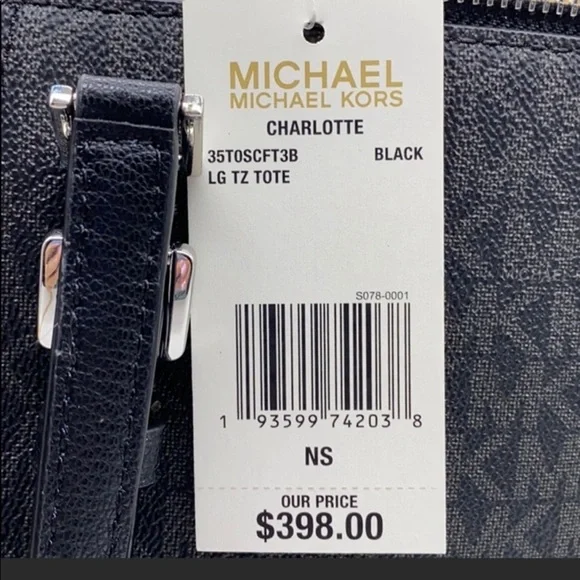 MICHAEL
MICHAEL KORS
CHARLOTTE
35T0SCFT3B BLACK
LG TZ TOTE
S078-0001
1 93599 74203 8
NS
OUR PRICE
$398.00
MICHAEL